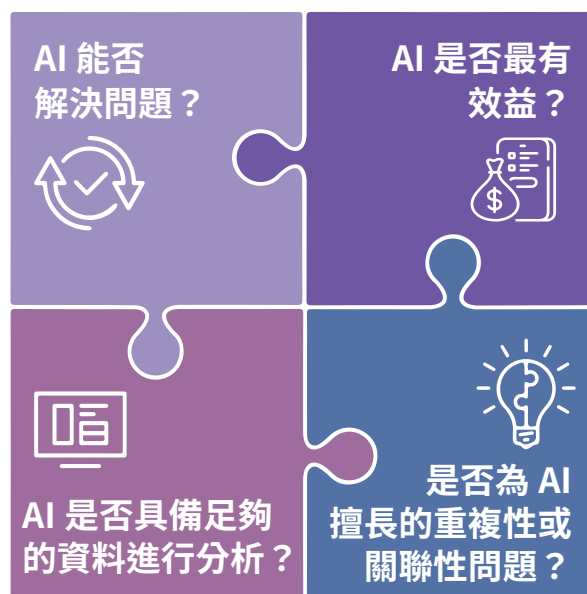 AI 能否
解決問題？
AI 是否最有
效益？
$
AI 是否具備足夠
的資料進行分析？
是否為 AI
擅長的重複性或
關聯性問題？